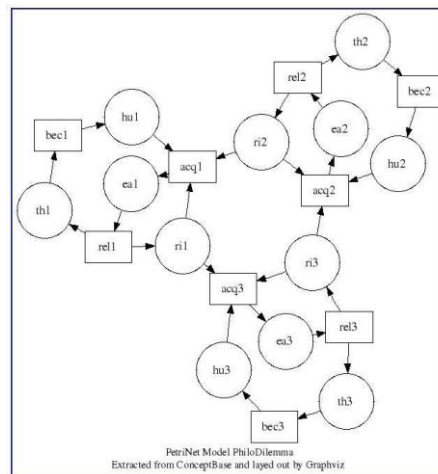 th2
rel2
bec2
hu1
bec1
ri2
ea2
acq1
hu2
ea1
acq2
th1
rel1
ri1
ri3
acq3
rel3
ea3
hu3
th3
bec3
PetriNet Model PhiloDilemma
Extracted from ConceptBase and layed out by Graphviz